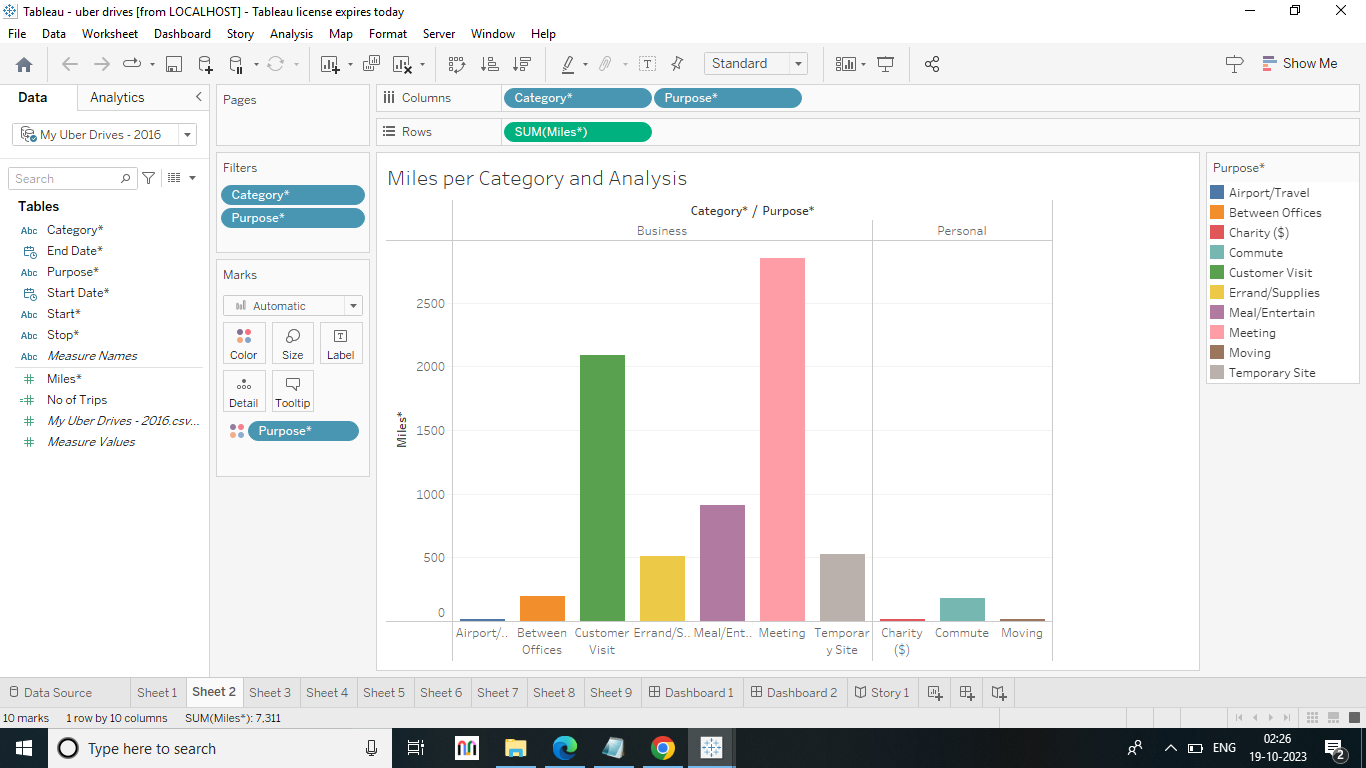 Tableau - uber drives [from LOCALHOST] - Tableau license expires today
File Data Worksheet Dashboard Story Analysis Map Format Server Window Help
Standard
Show Me
Data Analytics
My Uber Drives - 2016
Search
Tables
Abc Category*
End Date*
Abc Purpose*
Start Date*
Abc Start*
Abc Stop*
Abc Measure Names
# Miles*
=# No of Trips
# My Uber Drives - 2016.csv...
# Measure Values
Pages
Filters
Category*
Purpose*
Marks
Automatic
Color Size Label
Detail Tooltip
Purpose*
Columns Category* Purpose*
Rows SUM(Miles*)
Miles per Category and Analysis
Category* / Purpose*
Business Personal
Miles*
2500
2000
1500
1000
500
0
Airport/.. Between Offices Customer Visit Errand/S.. Meal/Ent.. Meeting Temporary Site Charity ($) Commute Moving
Purpose*
Airport/Travel
Between Offices
Charity ($)
Commute
Customer Visit
Errand/Supplies
Meal/Entertain
Meeting
Moving
Temporary Site
Data Source Sheet 1 Sheet 2 Sheet 3 Sheet 4 Sheet 5 Sheet 6 Sheet 7 Sheet 8 Sheet 9 Dashboard 1 Dashboard 2 Story 1
10 marks 1 row by 10 columns SUM(Miles*): 7,311
Type here to search
ENG
02:26
19-10-2023
2